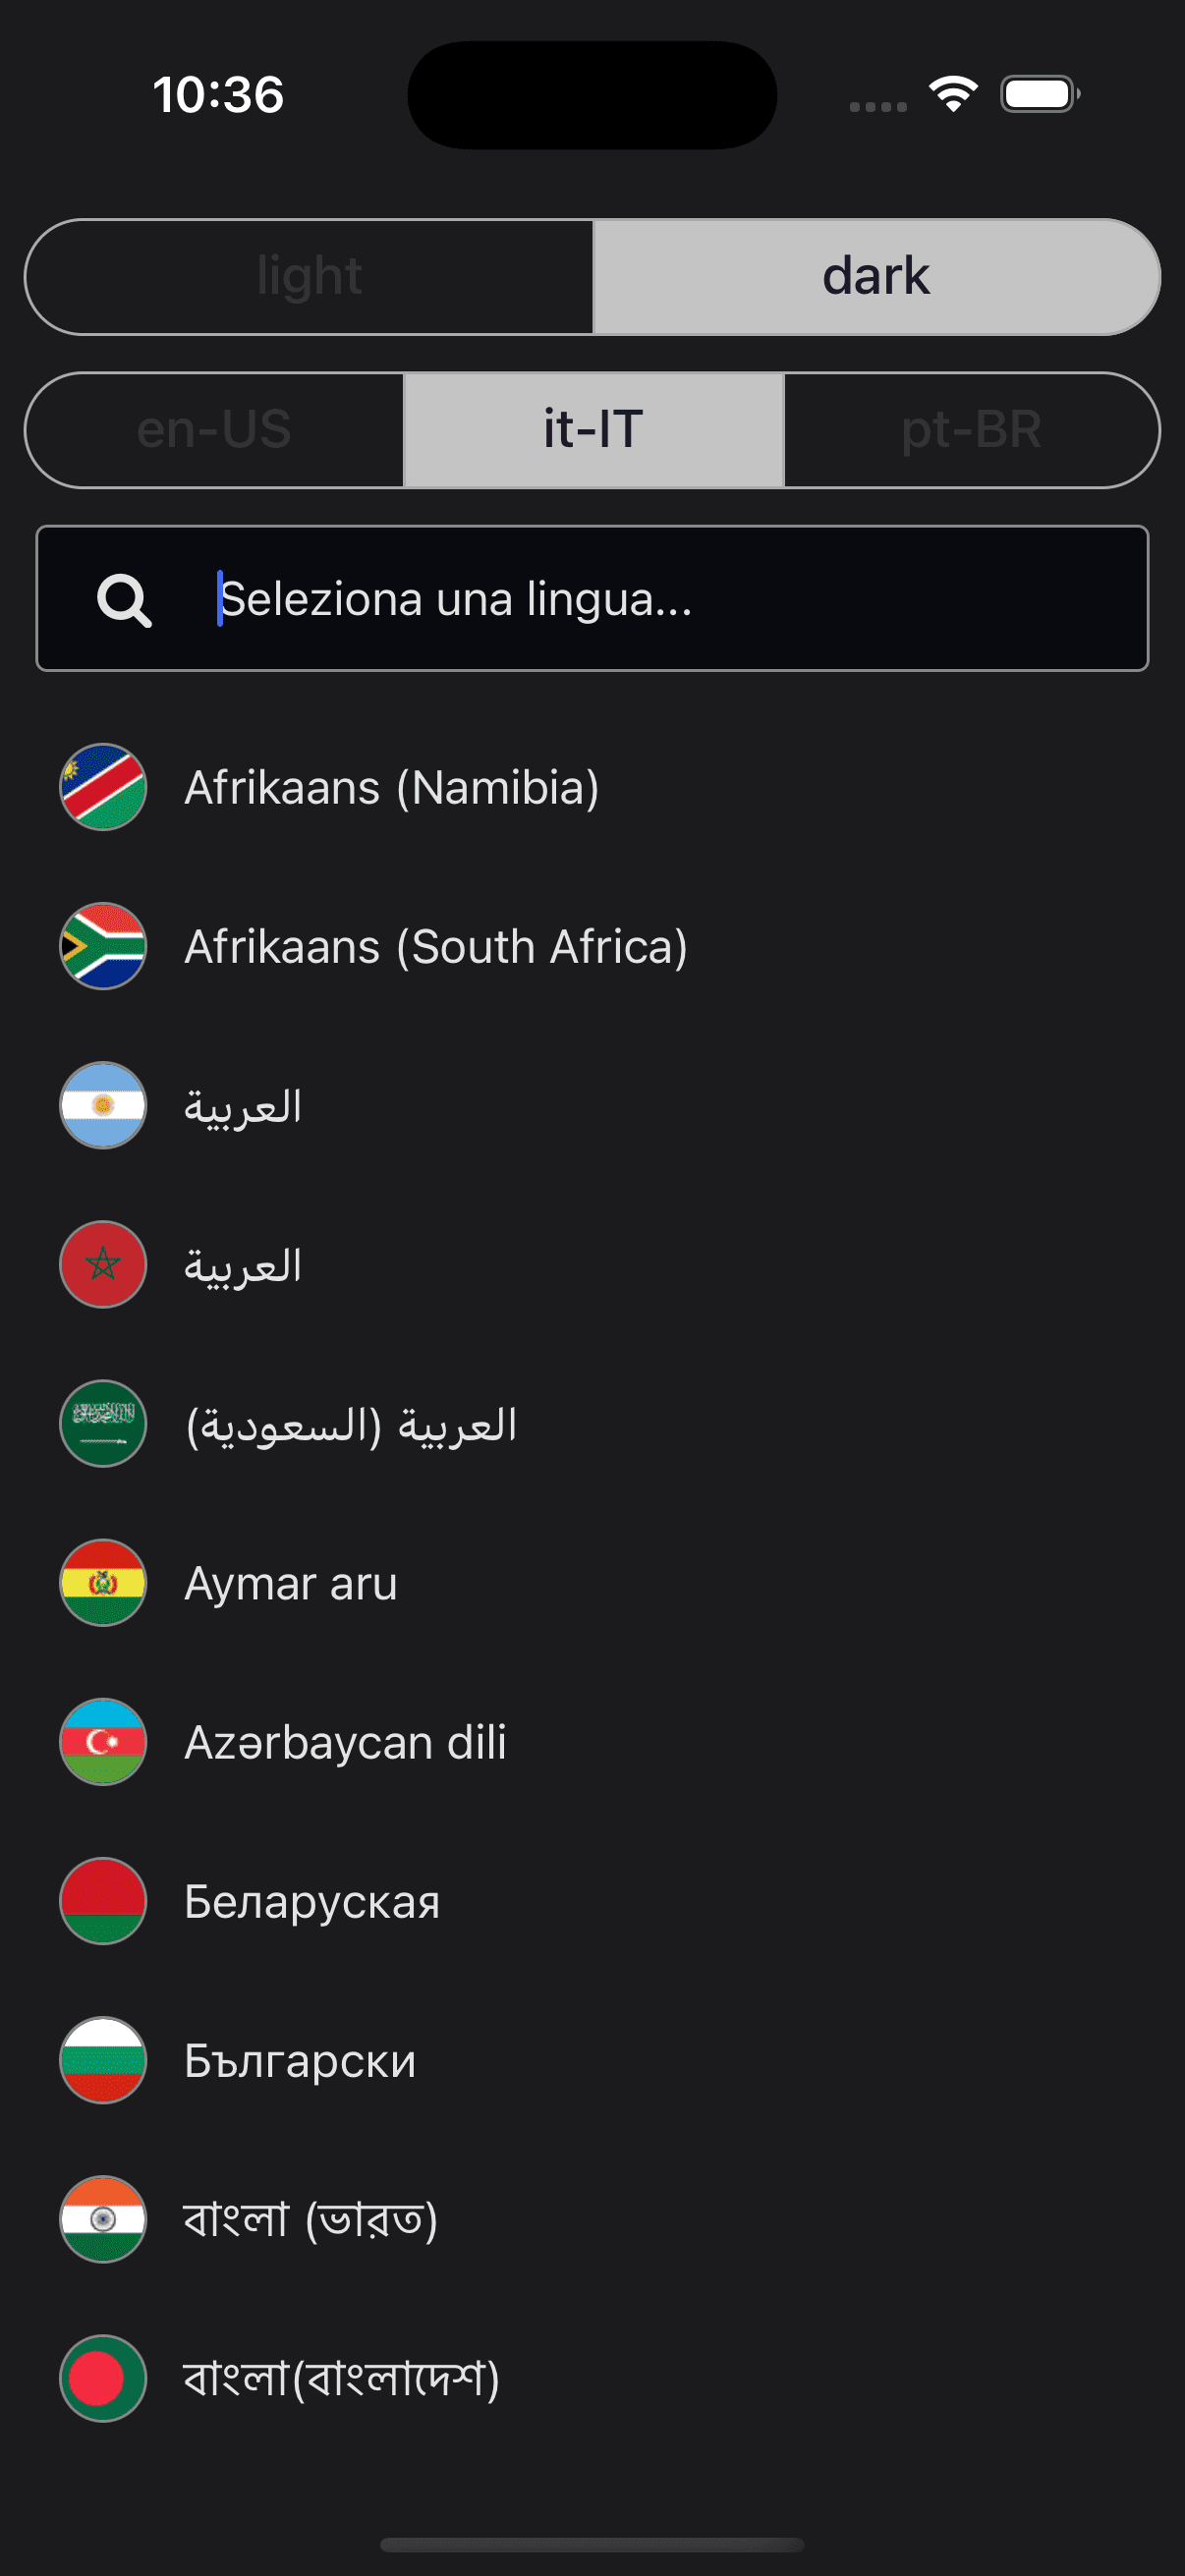 10:36
light dark
en-US it-IT pt-BR
Seleziona una lingua...
Afrikaans (Namibia)
Afrikaans (South Africa)
العربية
العربية
العربية (السعودية)
Aymar aru
Azərbaycan dili
Беларуская
Български
বাংলা (ভারত)
বাংলা(বাংলাদেশ)